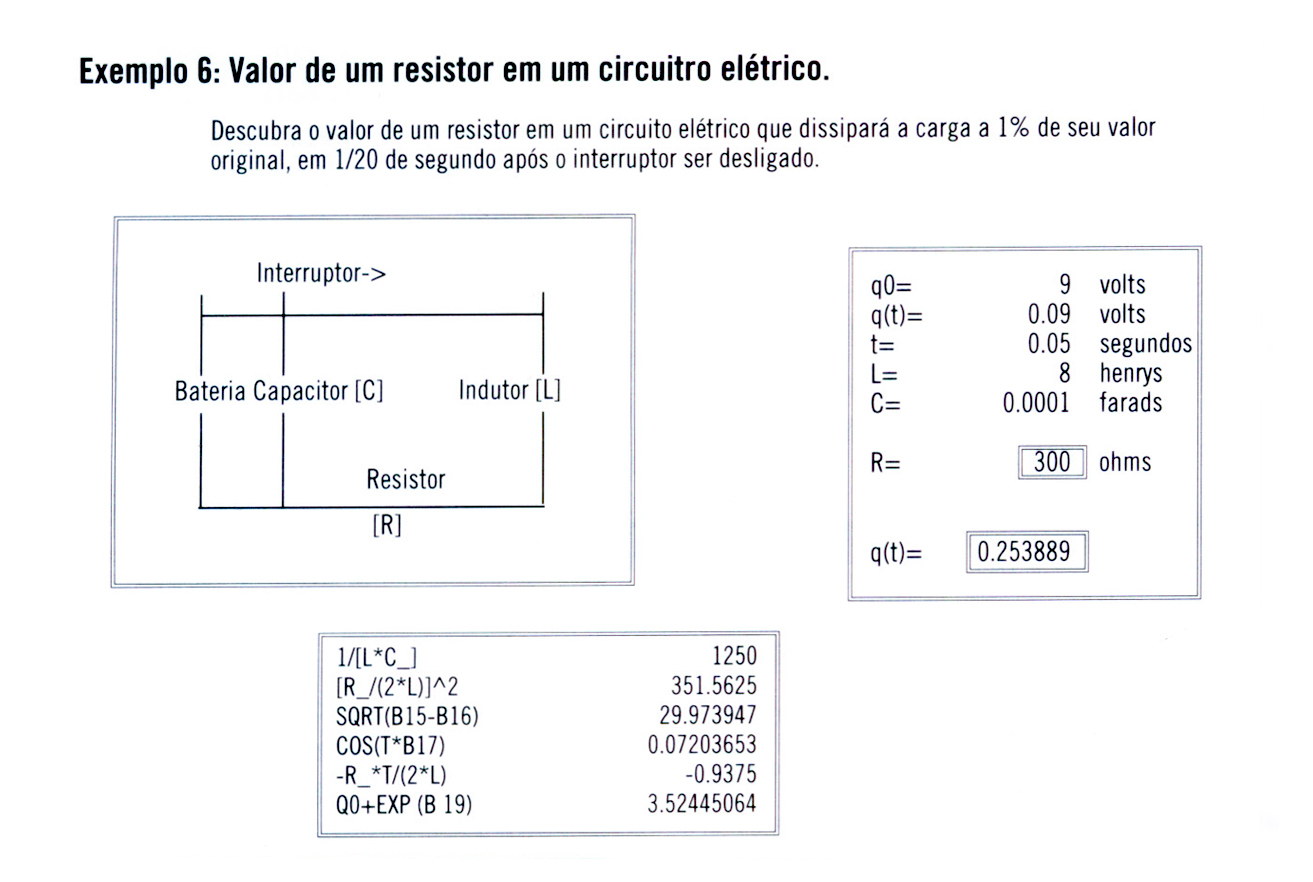 Exemplo 6: Valor de um resistor em um circuitro elétrico.
Descubra o valor de um resistor em um circuito elétrico que dissipará a carga a 1% de seu valor
original, em 1/20 de segundo após o interruptor ser desligado.
Interruptor->
Bateria Capacitor [C] Indutor [L]
Resistor
[R]
q0= 9 volts
q(t)= 0.09 volts
t= 0.05 segundos
L= 8 henrys
C= 0.0001 farads
R= 300 ohms
q(t)= 0.253889
1/[L*C_] 1250
[R_/(2*L)]^2 351.5625
SQRT(B15-B16) 29.973947
COS(T*B17) 0.07203653
-R_*T/(2*L) -0.9375
Q0+EXP (B 19) 3.52445064